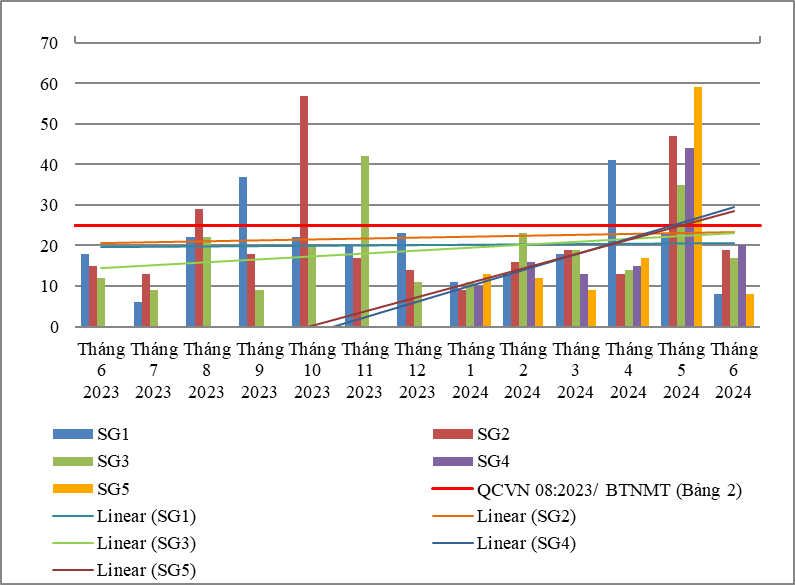 70
60
50
40
30
20
10
0
Tháng Tháng Tháng Tháng Tháng Tháng Tháng Tháng Tháng Tháng Tháng Tháng Tháng
6 7 8 9 10 11 12 1 2 3 4 5 6
2023 2023 2023 2023 2023 2023 2023 2024 2024 2024 2024 2024 2024
SG1 SG2
SG3 SG4
SG5 QCVN 08:2023/ BTNMT (Bảng 2)
Linear (SG1) Linear (SG2)
Linear (SG3) Linear (SG4)
Linear (SG5)